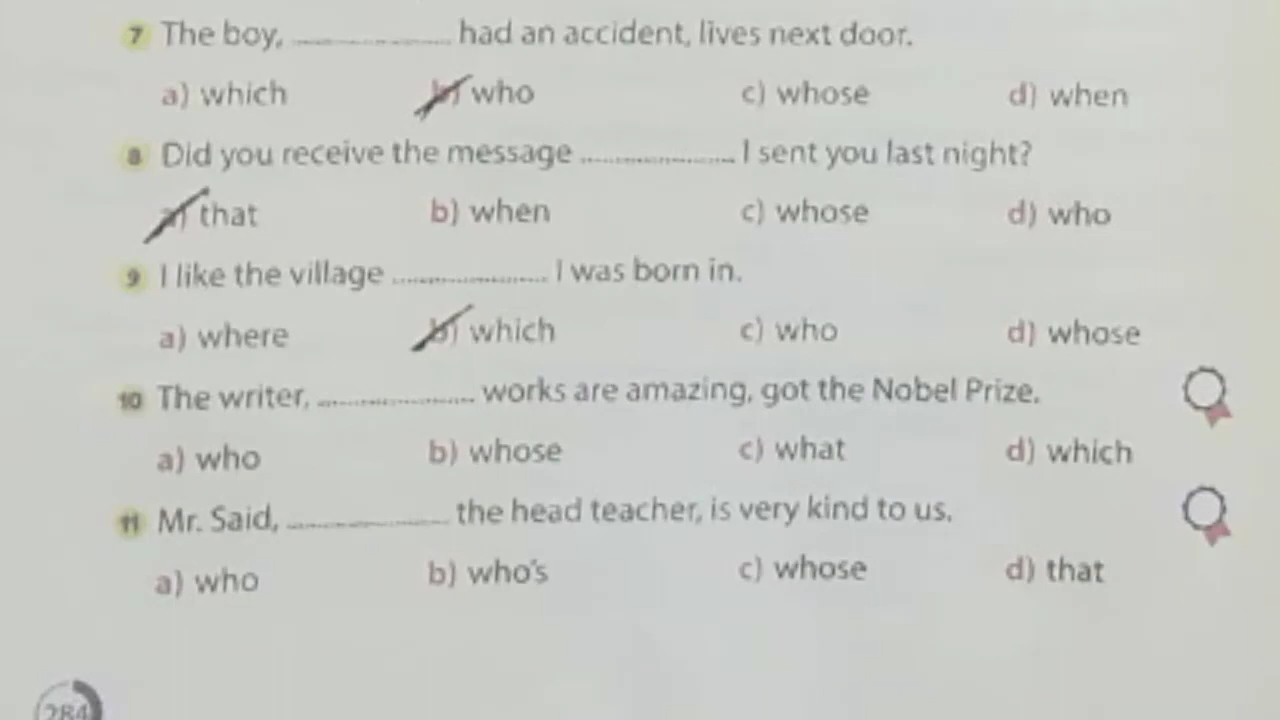 7 The boy, .................... had an accident, lives next door.
a) which b) who c) whose d) when
8 Did you receive the message .................... I sent you last night?
a) that b) when c) whose d) who
9 I like the village .................... I was born in.
a) where b) which c) who d) whose
10 The writer, .................... works are amazing, got the Nobel Prize.
a) who b) whose c) what d) which
11 Mr. Said, .................... the head teacher, is very kind to us.
a) who b) who's c) whose d) that
284